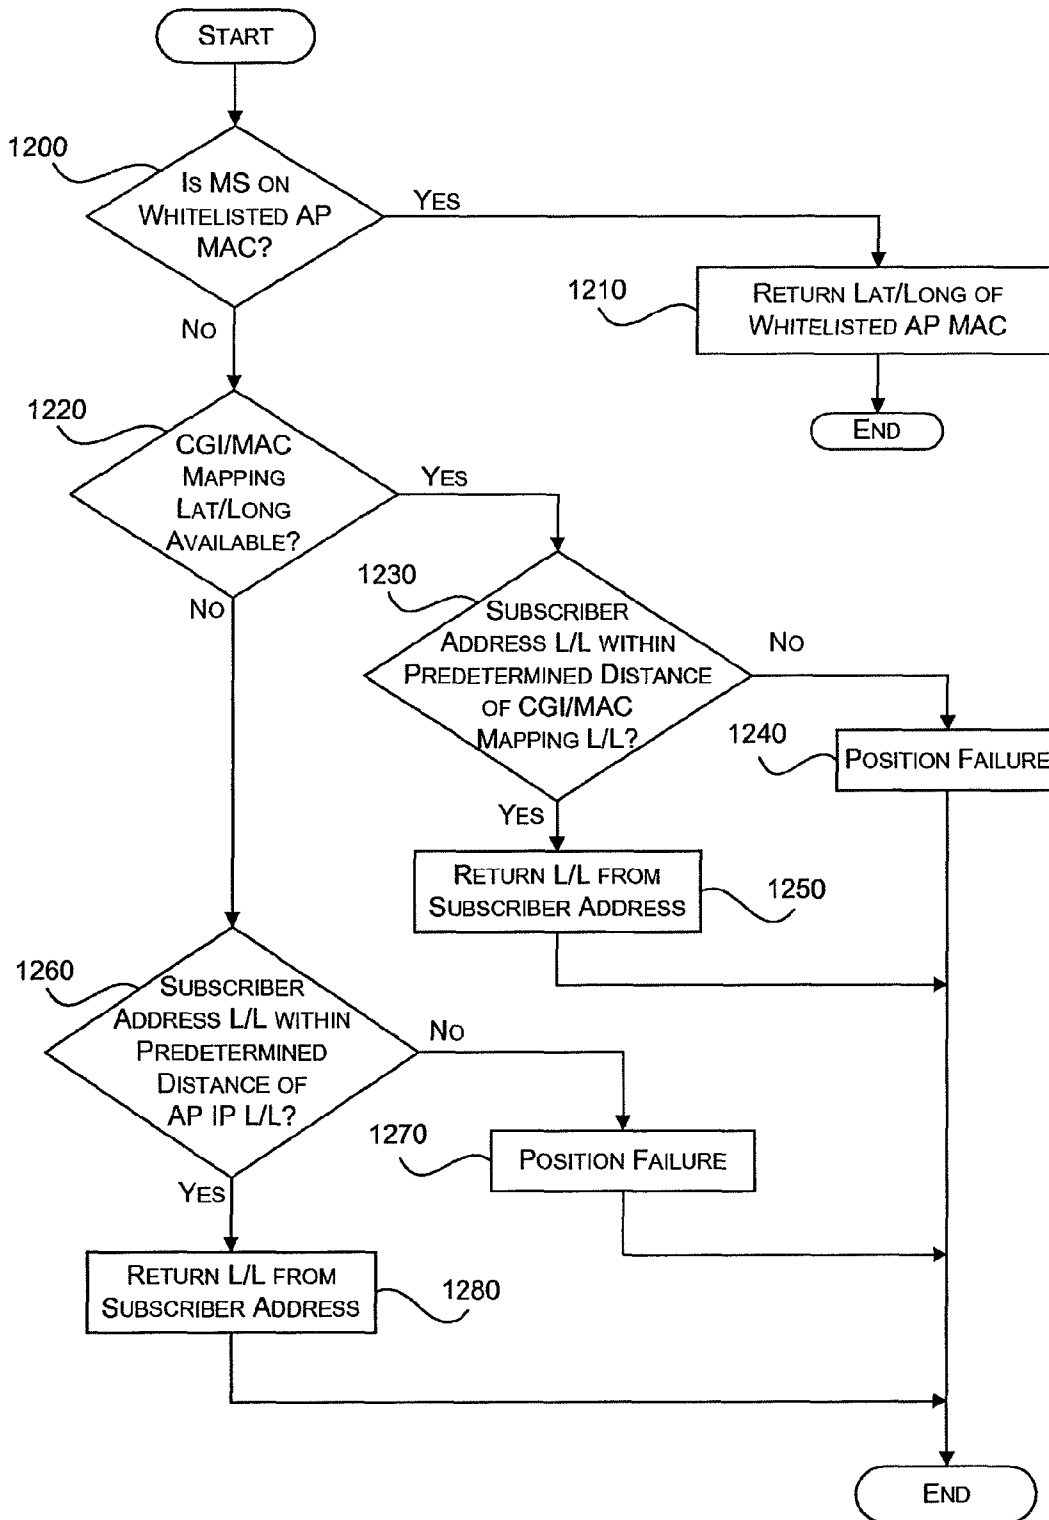 START
1200
IS MS ON
WHITELISTED AP
MAC?
YES
NO
1210
RETURN LAT/LONG OF
WHITELISTED AP MAC
END
1220
CGI/MAC
MAPPING
LAT/LONG
AVAILABLE?
YES
NO
1230
SUBSCRIBER
ADDRESS L/L WITHIN
PREDETERMINED DISTANCE
OF CGI/MAC
MAPPING L/L?
NO
YES
1240
POSITION FAILURE
RETURN L/L FROM
SUBSCRIBER ADDRESS
1250
1260
SUBSCRIBER
ADDRESS L/L WITHIN
PREDETERMINED
DISTANCE OF
AP IP L/L?
NO
YES
1270
POSITION FAILURE
RETURN L/L FROM
SUBSCRIBER ADDRESS
1280
END